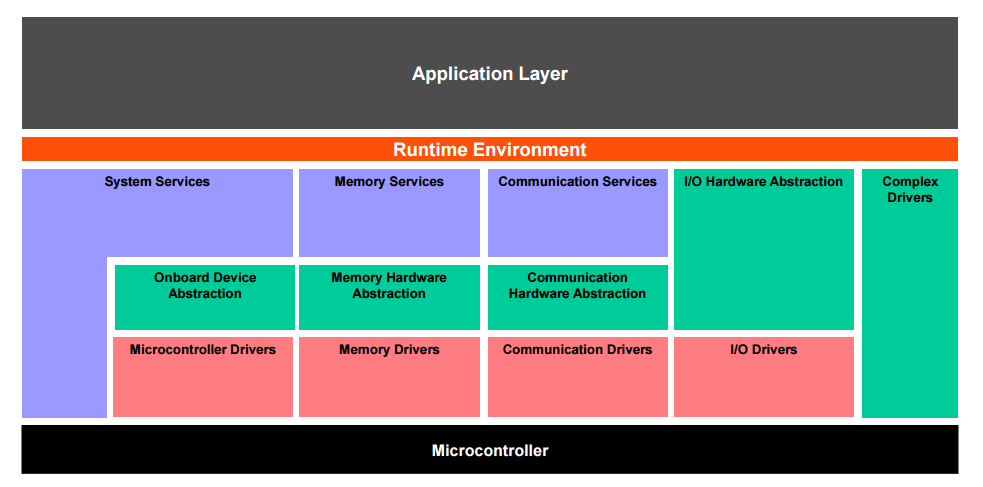 Application Layer
Runtime Environment
System Services
Memory Services
Communication Services
I/O Hardware Abstraction
Complex
Drivers
Onboard Device
Abstraction
Memory Hardware
Abstraction
Communication
Hardware Abstraction
Microcontroller Drivers
Memory Drivers
Communication Drivers
I/O Drivers
Microcontroller